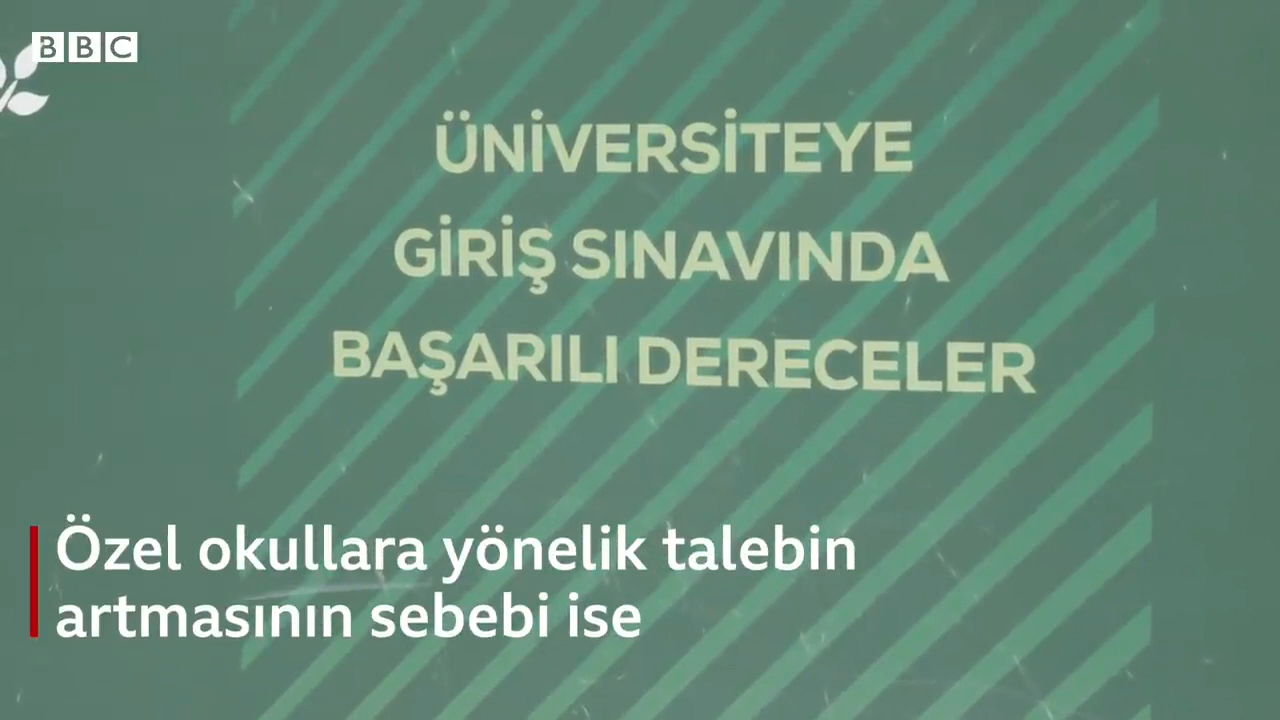 BBC
ÜNİVERSİTEYE
GİRİŞ SINAVINDA
BAŞARILI DERECELER
Özel okullara yönelik talebin
artmasının sebebi ise